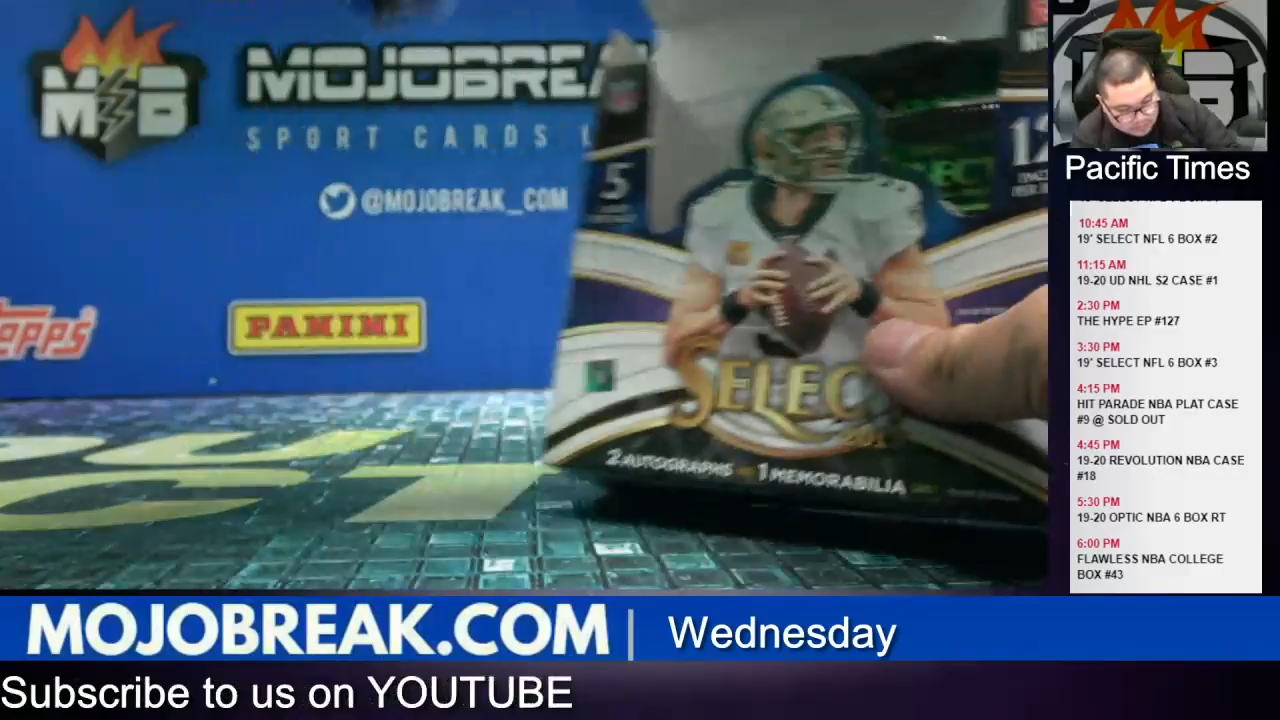 M B
MOJOBREA
SPORT CARDS
@MOJOBREAK_COM
PANINI
5
12
SELECT
2 AUTOGRAPHS 1 MEMORABILIA
Pacific Times
10:45 AM
19' SELECT NFL 6 BOX #2
11:15 AM
19-20 UD NHL S2 CASE #1
2:30 PM
THE HYPE EP #127
3:30 PM
19' SELECT NFL 6 BOX #3
4:15 PM
HIT PARADE NBA PLAT CASE
#9 @ SOLD OUT
4:45 PM
19-20 REVOLUTION NBA CASE
#18
5:30 PM
19-20 OPTIC NBA 6 BOX RT
6:00 PM
FLAWLESS NBA COLLEGE
BOX #43
MOJOBREAK.COM | Wednesday
Subscribe to us on YOUTUBE